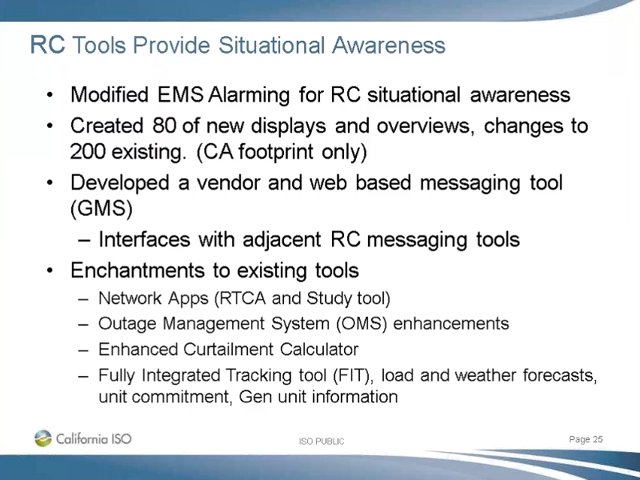 RC Tools Provide Situational Awareness
• Modified EMS Alarming for RC situational awareness
• Created 80 of new displays and overviews, changes to
200 existing. (CA footprint only)
• Developed a vendor and web based messaging tool
(GMS)
– Interfaces with adjacent RC messaging tools
• Enchantments to existing tools
– Network Apps (RTCA and Study tool)
– Outage Management System (OMS) enhancements
– Enhanced Curtailment Calculator
– Fully Integrated Tracking tool (FIT), load and weather forecasts,
unit commitment, Gen unit information
California ISO
ISO PUBLIC
Page 25